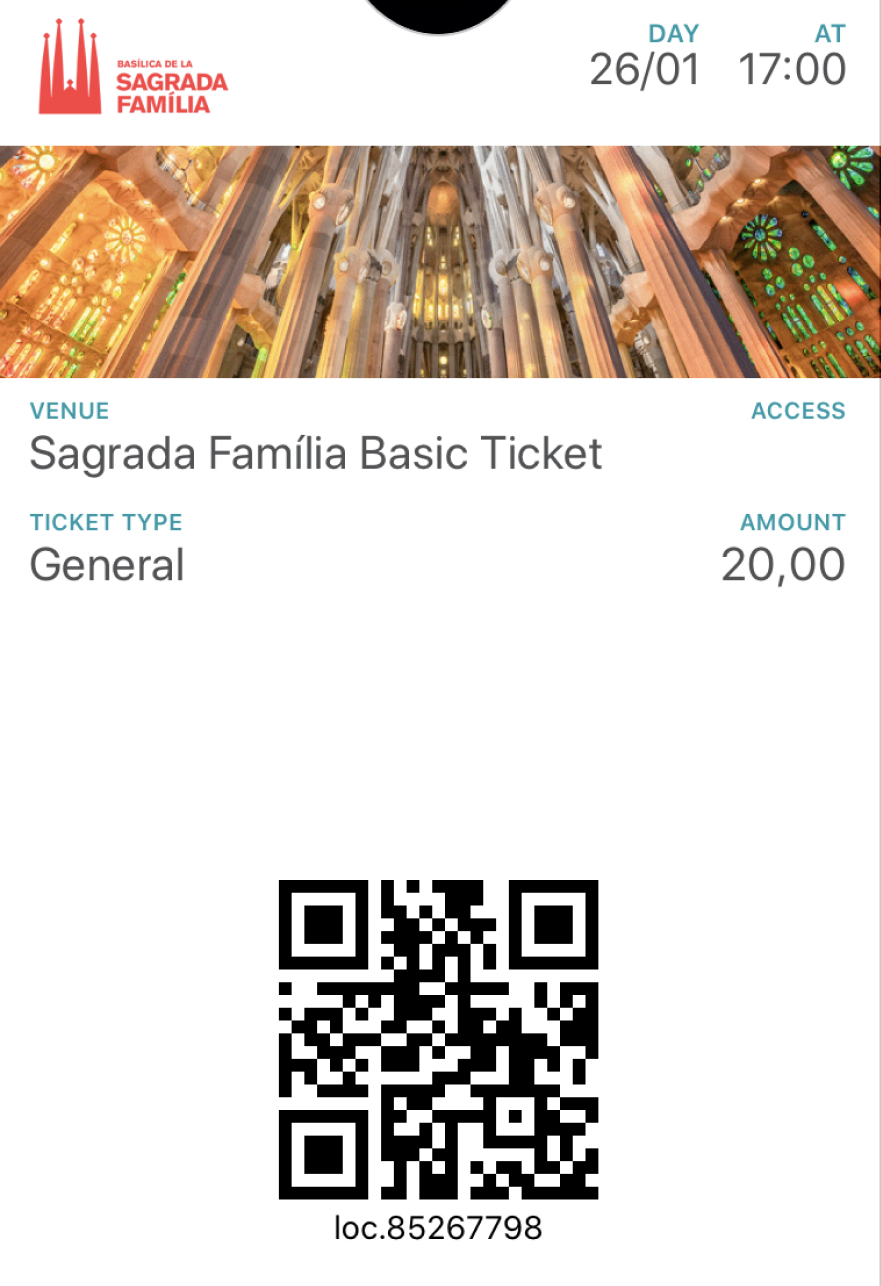 BASÍLICA DE LA
SAGRADA
FAMÍLIA
DAY
26/01
AT
17:00
VENUE
Sagrada Família Basic Ticket
ACCESS
TICKET TYPE
General
AMOUNT
20,00
loc.85267798